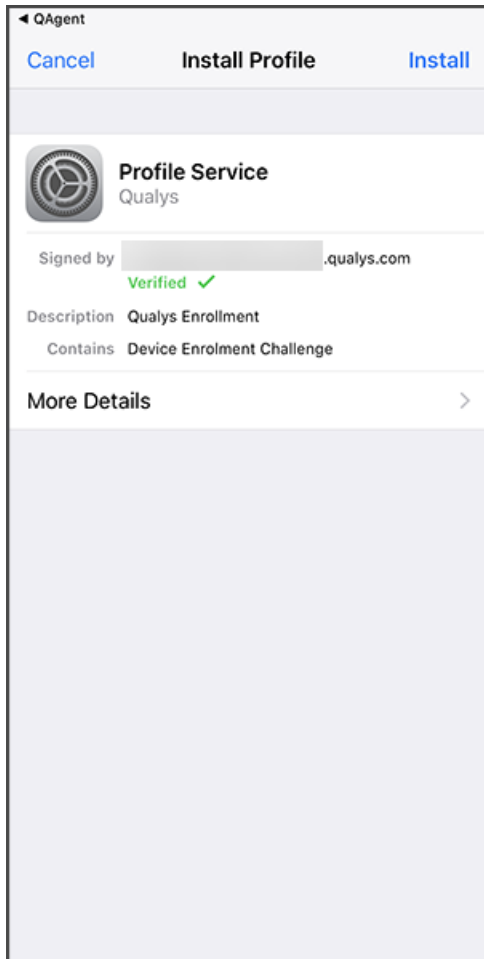 ◀ QAgent
Cancel Install Profile Install
Profile Service
Qualys
Signed by .qualys.com
Verified ✓
Description Qualys Enrollment
Contains Device Enrolment Challenge
More Details >